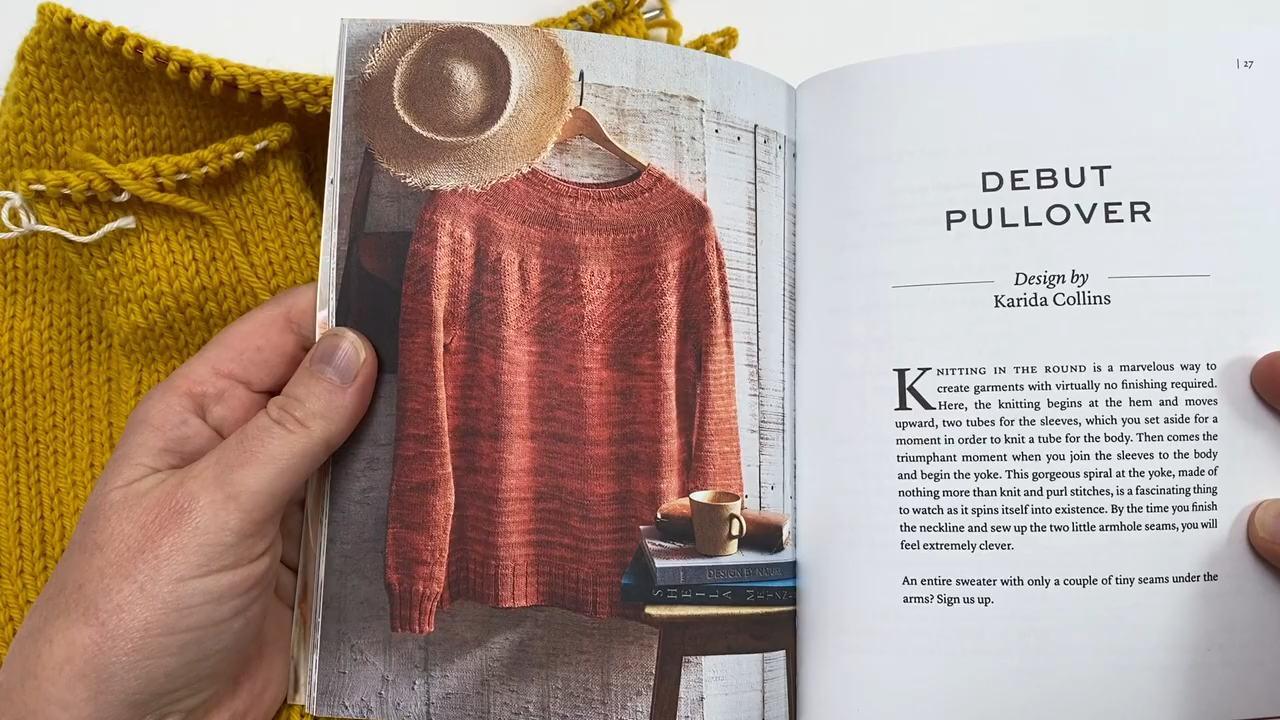 DESIGN BY NIGUEL
SHEILA METZN
| 27
DEBUT
PULLOVER
Design by
Karida Collins
KNITTING IN THE ROUND is a marvelous way to
create garments with virtually no finishing required.
Here, the knitting begins at the hem and moves
upward, two tubes for the sleeves, which you set aside for a
moment in order to knit a tube for the body. Then comes the
triumphant moment when you join the sleeves to the body
and begin the yoke. This gorgeous spiral at the yoke, made of
nothing more than knit and purl stitches, is a fascinating thing
to watch as it spins itself into existence. By the time you finish
the neckline and sew up the two little armhole seams, you will
feel extremely clever.
An entire sweater with only a couple of tiny seams under the
arms? Sign us up.